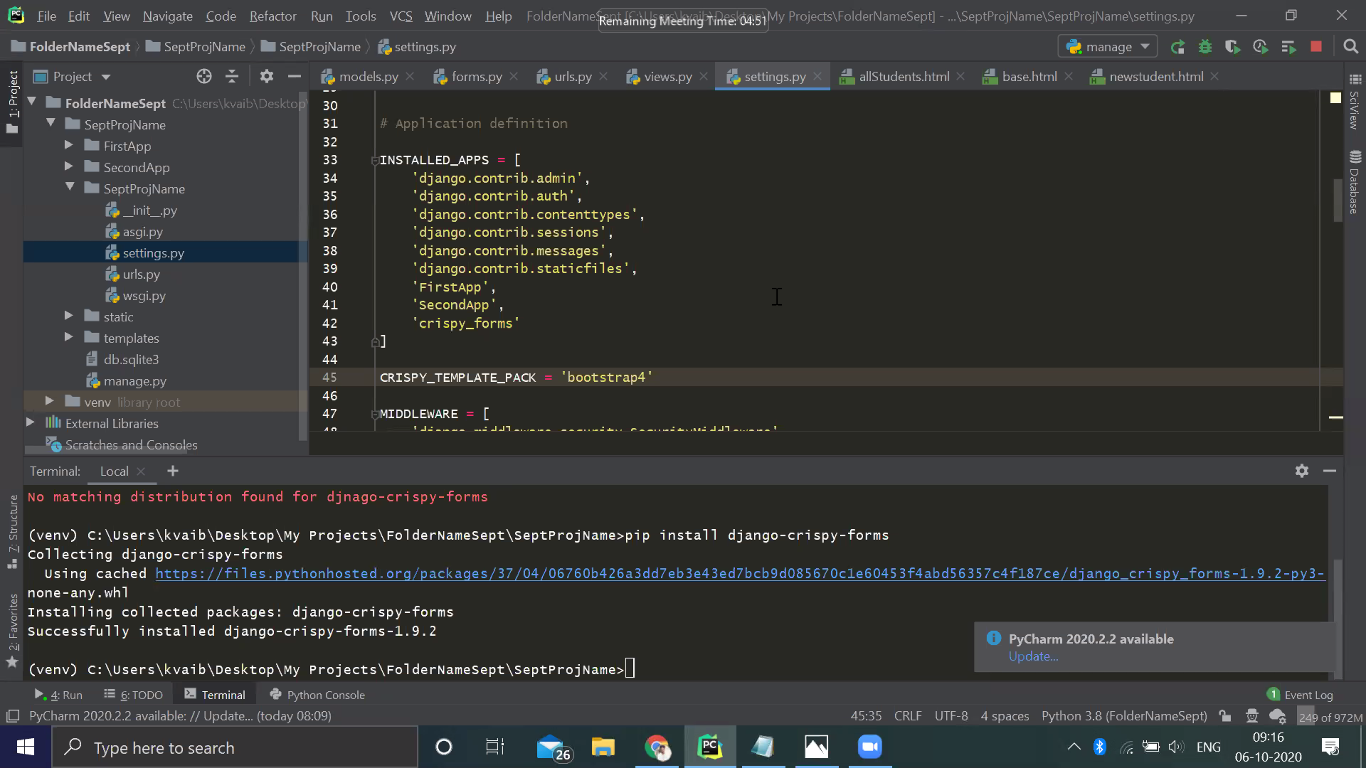 File Edit View Navigate Code Refactor Run Tools VCS Window Help FolderNameSept [C:\Users\kvaib\Desktop\My Projects\FolderNameSept] - ...\SeptProjName\SeptProjName\settings.py
Remaining Meeting Time: 04:51
FolderNameSept SeptProjName SeptProjName settings.py manage
1: Project
Project models.py forms.py urls.py views.py settings.py allStudents.html base.html newstudent.html
SciView
Database
FolderNameSept C:\Users\kvaib\Desktop
SeptProjName
FirstApp
SecondApp
SeptProjName
__init__.py
asgi.py
settings.py
urls.py
wsgi.py
static
templates
db.sqlite3
manage.py
venv library root
External Libraries
Scratches and Consoles
30
31 # Application definition
32
33 INSTALLED_APPS = [
34 'django.contrib.admin',
35 'django.contrib.auth',
36 'django.contrib.contenttypes',
37 'django.contrib.sessions',
38 'django.contrib.messages',
39 'django.contrib.staticfiles',
40 'FirstApp',
41 'SecondApp',
42 'crispy_forms'
43 ]
44
45 CRISPY_TEMPLATE_PACK = 'bootstrap4'
46
47 MIDDLEWARE = [
48 'django.middleware.security.SecurityMiddleware'
Terminal: Local
7: Structure
2: Favorites
No matching distribution found for djnago-crispy-forms
(venv) C:\Users\kvaib\Desktop\My Projects\FolderNameSept\SeptProjName>pip install django-crispy-forms
Collecting django-crispy-forms
Using cached https://files.pythonhosted.org/packages/37/04/06760b426a3dd7eb3e43ed7bcb9d085670c1e60453f4abd56357c4f187ce/django_crispy_forms-1.9.2-py3-
none-any.whl
Installing collected packages: django-crispy-forms
Successfully installed django-crispy-forms-1.9.2
(venv) C:\Users\kvaib\Desktop\My Projects\FolderNameSept\SeptProjName>
PyCharm 2020.2.2 available
Update...
4: Run 6: TODO Terminal Python Console 1 Event Log
PyCharm 2020.2.2 available: // Update... (today 08:09) 45:35 CRLF UTF-8 4 spaces Python 3.8 (FolderNameSept) 249 of 972M
Type here to search 26 ENG 09:16
06-10-2020